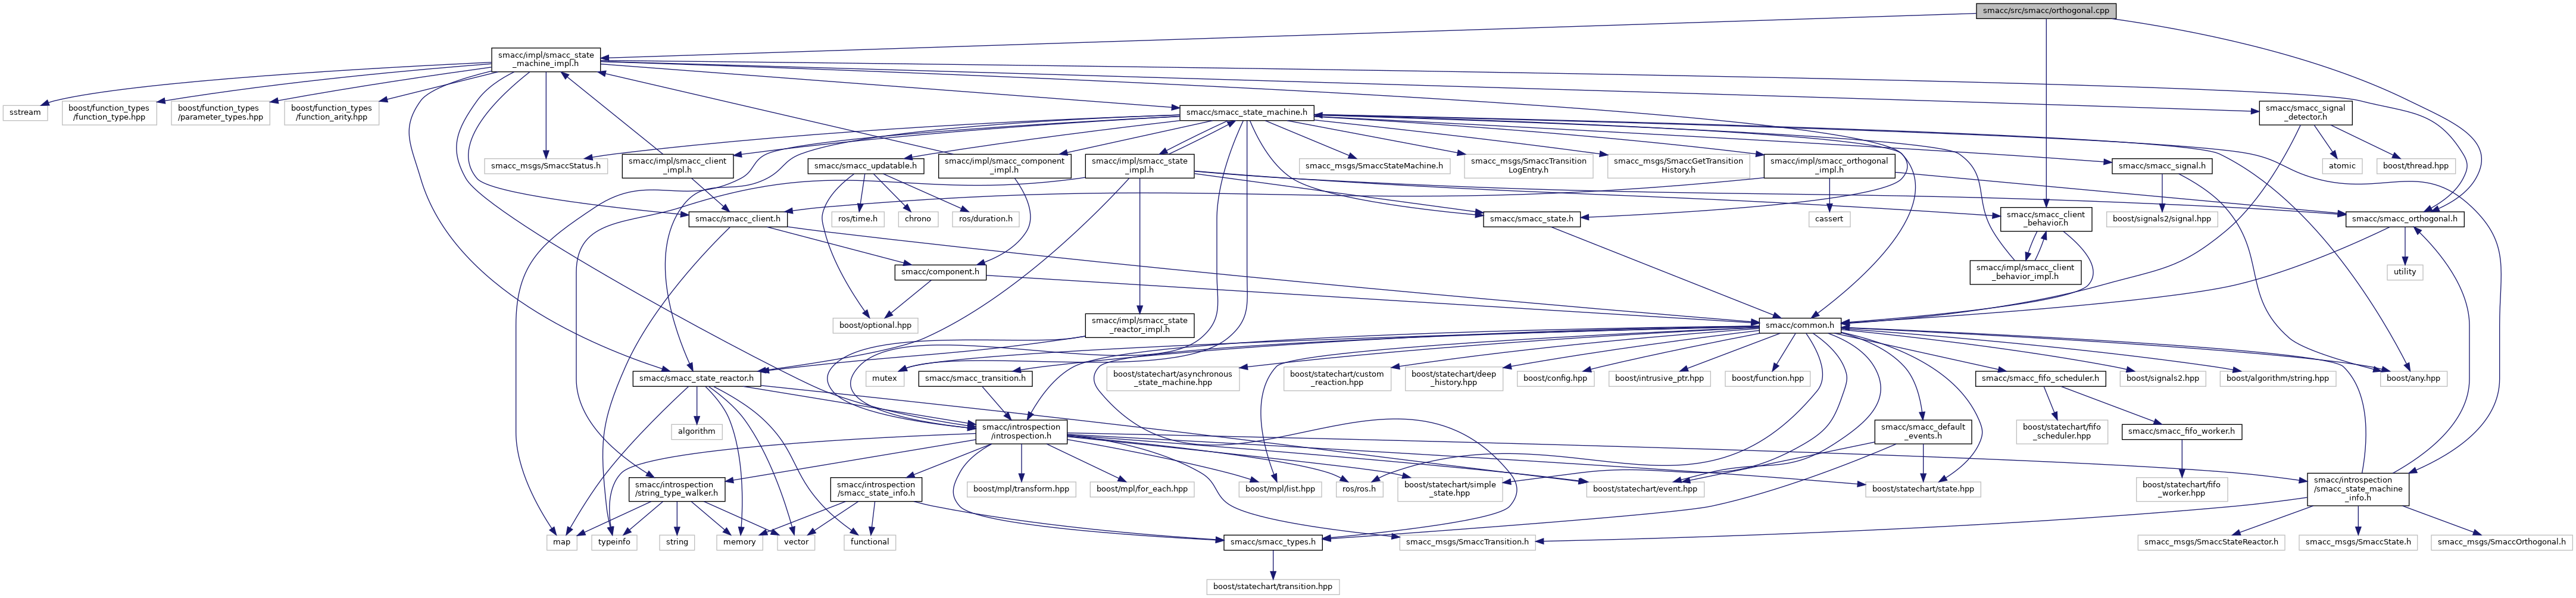 smacc/src/smacc/orthogonal.cpp
smacc/impl/smacc_state
_machine_impl.h
sstream
boost/function_types
/function_type.hpp
boost/function_types
/parameter_types.hpp
boost/function_types
/function_arity.hpp
smacc/smacc_state_machine.h
smacc/smacc_signal
_detector.h
smacc_msgs/SmaccStatus.h
smacc/impl/smacc_client
_impl.h
smacc/smacc_updatable.h
smacc/impl/smacc_component
_impl.h
smacc/impl/smacc_state
_impl.h
smacc_msgs/SmaccStateMachine.h
smacc_msgs/SmaccTransition
LogEntry.h
smacc_msgs/SmaccGetTransition
History.h
smacc/impl/smacc_orthogonal
_impl.h
smacc/smacc_signal.h
atomic
boost/thread.hpp
smacc/smacc_client.h
ros/time.h
chrono
ros/duration.h
smacc/smacc_state.h
cassert
smacc/smacc_client
_behavior.h
boost/signals2/signal.hpp
smacc/smacc_orthogonal.h
smacc/component.h
smacc/impl/smacc_client
_behavior_impl.h
utility
boost/optional.hpp
smacc/impl/smacc_state
_reactor_impl.h
smacc/common.h
smacc/smacc_state_reactor.h
mutex
smacc/smacc_transition.h
boost/statechart/asynchronous
_state_machine.hpp
boost/statechart/custom
_reaction.hpp
boost/statechart/deep
_history.hpp
boost/config.hpp
boost/intrusive_ptr.hpp
boost/function.hpp
smacc/smacc_fifo_scheduler.h
boost/signals2.hpp
boost/algorithm/string.hpp
boost/any.hpp
algorithm
smacc/introspection
/introspection.h
smacc/smacc_default
_events.h
boost/statechart/fifo
_scheduler.hpp
smacc/smacc_fifo_worker.h
smacc/introspection
/string_type_walker.h
smacc/introspection
/smacc_state_info.h
boost/mpl/transform.hpp
boost/mpl/for_each.hpp
boost/mpl/list.hpp
ros/ros.h
boost/statechart/simple
_state.hpp
boost/statechart/event.hpp
boost/statechart/state.hpp
boost/statechart/fifo
_worker.hpp
smacc/introspection
/smacc_state_machine
_info.h
map
typeinfo
string
memory
vector
functional
smacc/smacc_types.h
smacc_msgs/SmaccTransition.h
smacc_msgs/SmaccStateReactor.h
smacc_msgs/SmaccState.h
smacc_msgs/SmaccOrthogonal.h
boost/statechart/transition.hpp